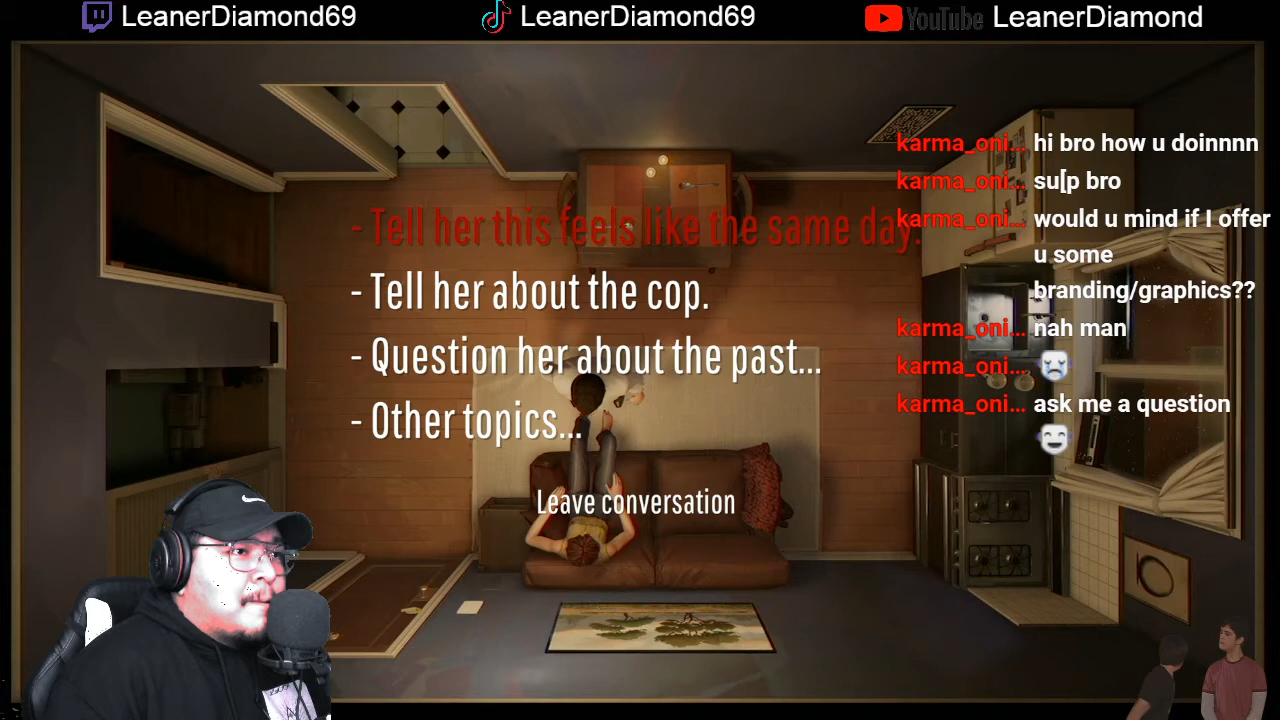 LeanerDiamond69
LeanerDiamond69
YouTube LeanerDiamond
karma_oni... hi bro how u doinnnn
karma_oni... su[p bro
karma_oni... would u mind if I offer
u some
branding/graphics??
karma_oni... nah man
karma_oni...
karma_oni... ask me a question
- Tell her this feels like the same day.
- Tell her about the cop.
- Question her about the past...
- Other topics...
Leave conversation